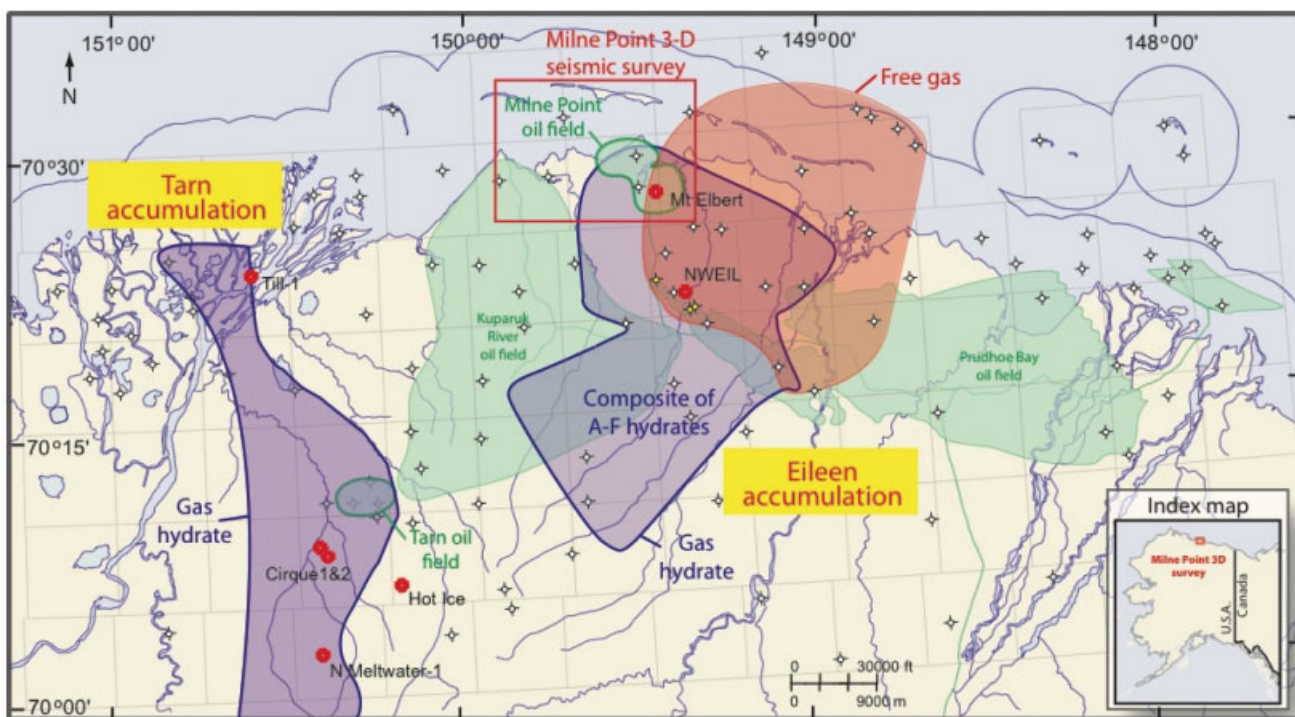 151° 00'
150° 00'
149° 00'
148° 00'
N
Milne Point 3-D
seismic survey
Free gas
Milne Point
oil field
70° 30'
Tarn
accumulation
Mt Elbert
Till-1
NWEIL
Kuparuk
River
oil field
Prudhoe Bay
oil field
Composite of
A-F hydrates
70° 15'
Eileen
accumulation
Gas
hydrate
Tarn oil
field
Gas
hydrate
Cirque1&2
Hot Ice
N Meltwater-1
0 30000 ft
0 9000 m
70° 00'
Index map
Milne Point 3D
survey
U.S.A.
Canada